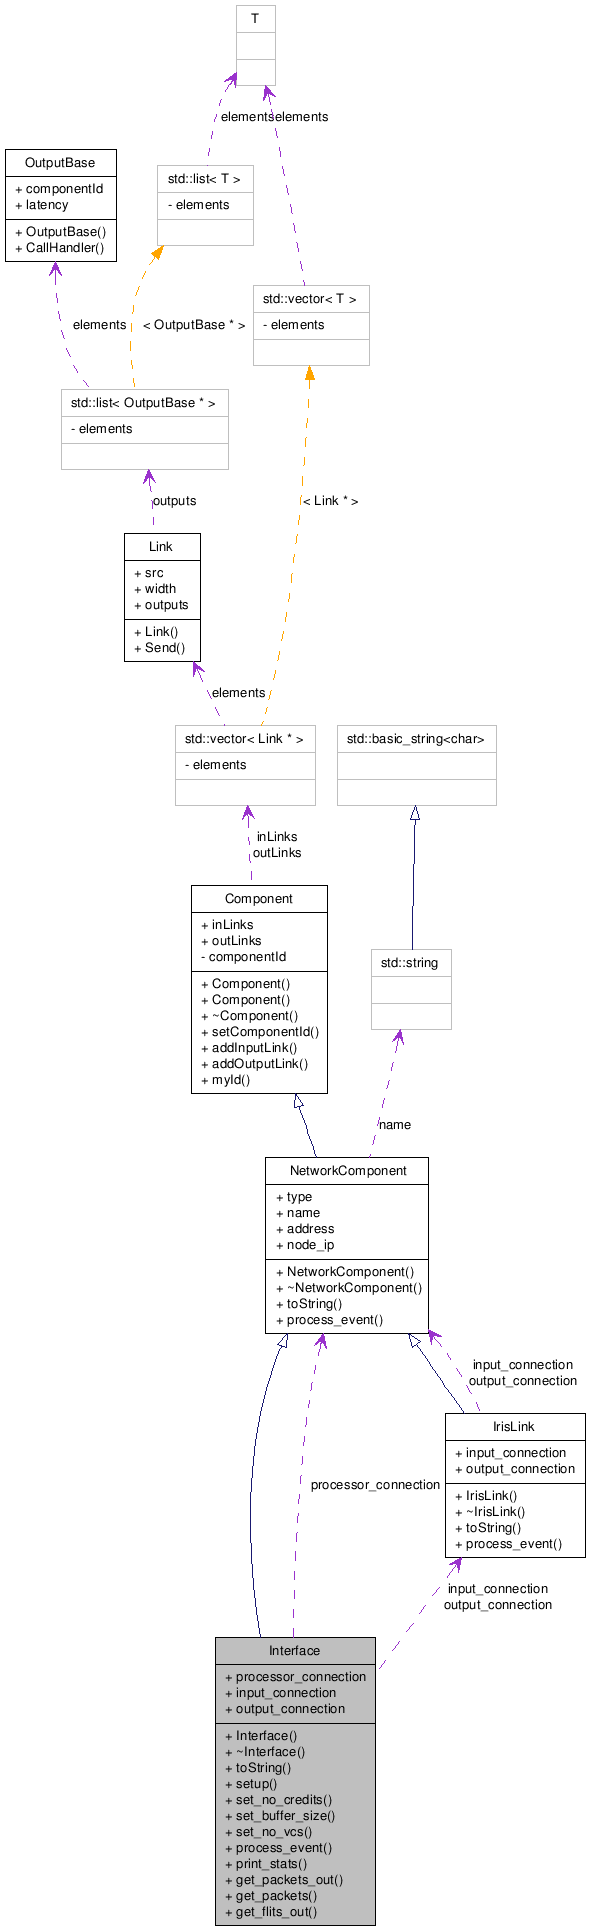 T
elements
elements
OutputBase
+ componentId
+ latency
+ OutputBase()
+ CallHandler()
std::list< T >
- elements
std::vector< T >
- elements
elements
< OutputBase * >
std::list< OutputBase * >
- elements
outputs
< Link * >
Link
+ src
+ width
+ outputs
+ Link()
+ Send()
elements
std::vector< Link * >
- elements
std::basic_string<char>
inLinks
outLinks
Component
+ inLinks
+ outLinks
- componentId
+ Component()
+ Component()
+ ~Component()
+ setComponentId()
+ addInputLink()
+ addOutputLink()
+ myId()
std::string
name
NetworkComponent
+ type
+ name
+ address
+ node_ip
+ NetworkComponent()
+ ~NetworkComponent()
+ toString()
+ process_event()
input_connection
output_connection
IrisLink
+ input_connection
+ output_connection
+ IrisLink()
+ ~IrisLink()
+ toString()
+ process_event()
processor_connection
input_connection
output_connection
Interface
+ processor_connection
+ input_connection
+ output_connection
+ Interface()
+ ~Interface()
+ toString()
+ setup()
+ set_no_credits()
+ set_buffer_size()
+ set_no_vcs()
+ process_event()
+ print_stats()
+ get_packets_out()
+ get_packets()
+ get_flits_out()